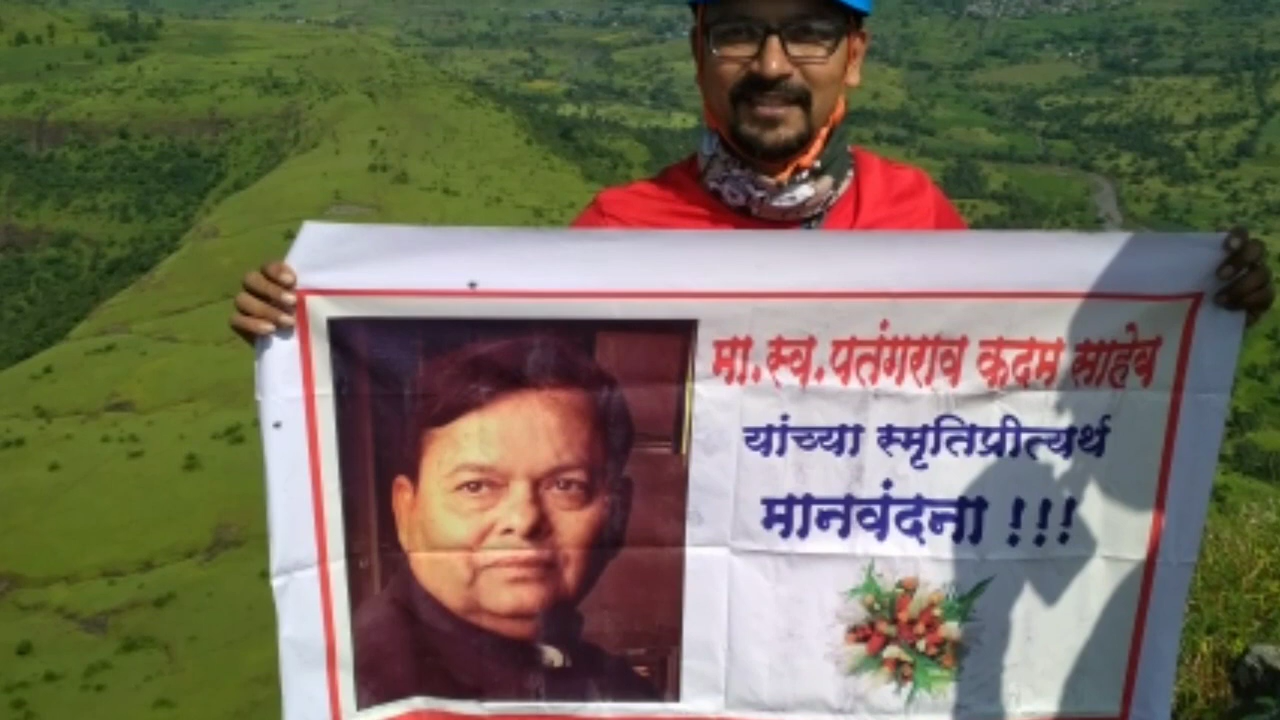 मा.स्व.पतंगराव कदम साहेब
यांच्या स्मृतिप्रीत्यर्थ
मानवंदना !!!